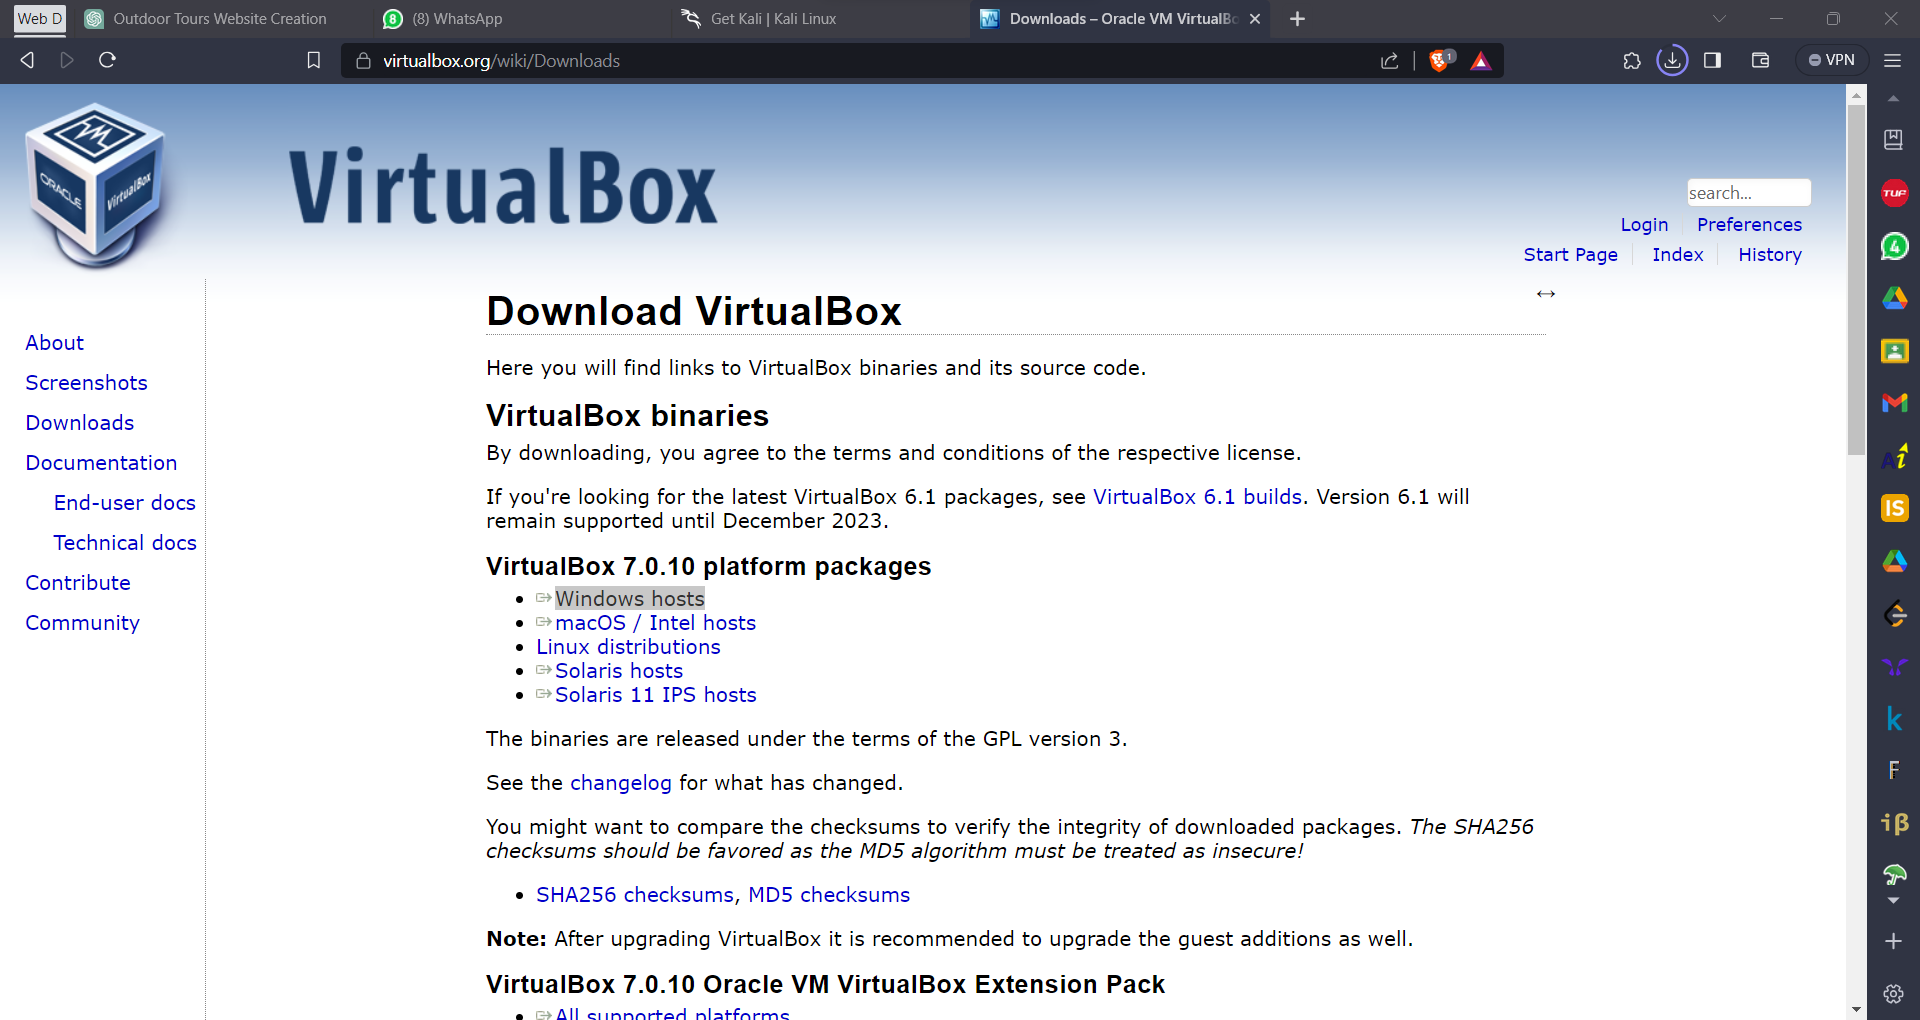 Web D
Outdoor Tours Website Creation
(8) WhatsApp
Get Kali | Kali Linux
Downloads – Oracle VM VirtualBo
virtualbox.org/wiki/Downloads
1
VPN
ORACLE
VirtualBox
VirtualBox
search...
Login
Preferences
Start Page
Index
History
About
Screenshots
Downloads
Documentation
End-user docs
Technical docs
Contribute
Community
Download VirtualBox
Here you will find links to VirtualBox binaries and its source code.
VirtualBox binaries
By downloading, you agree to the terms and conditions of the respective license.
If you're looking for the latest VirtualBox 6.1 packages, see VirtualBox 6.1 builds. Version 6.1 will
remain supported until December 2023.
VirtualBox 7.0.10 platform packages
• Windows hosts
• macOS / Intel hosts
• Linux distributions
• Solaris hosts
• Solaris 11 IPS hosts
The binaries are released under the terms of the GPL version 3.
See the changelog for what has changed.
You might want to compare the checksums to verify the integrity of downloaded packages. The SHA256
checksums should be favored as the MD5 algorithm must be treated as insecure!
• SHA256 checksums, MD5 checksums
Note: After upgrading VirtualBox it is recommended to upgrade the guest additions as well.
VirtualBox 7.0.10 Oracle VM VirtualBox Extension Pack
• All supported platforms
TUF
4
Ai
IS
k
F
iβ